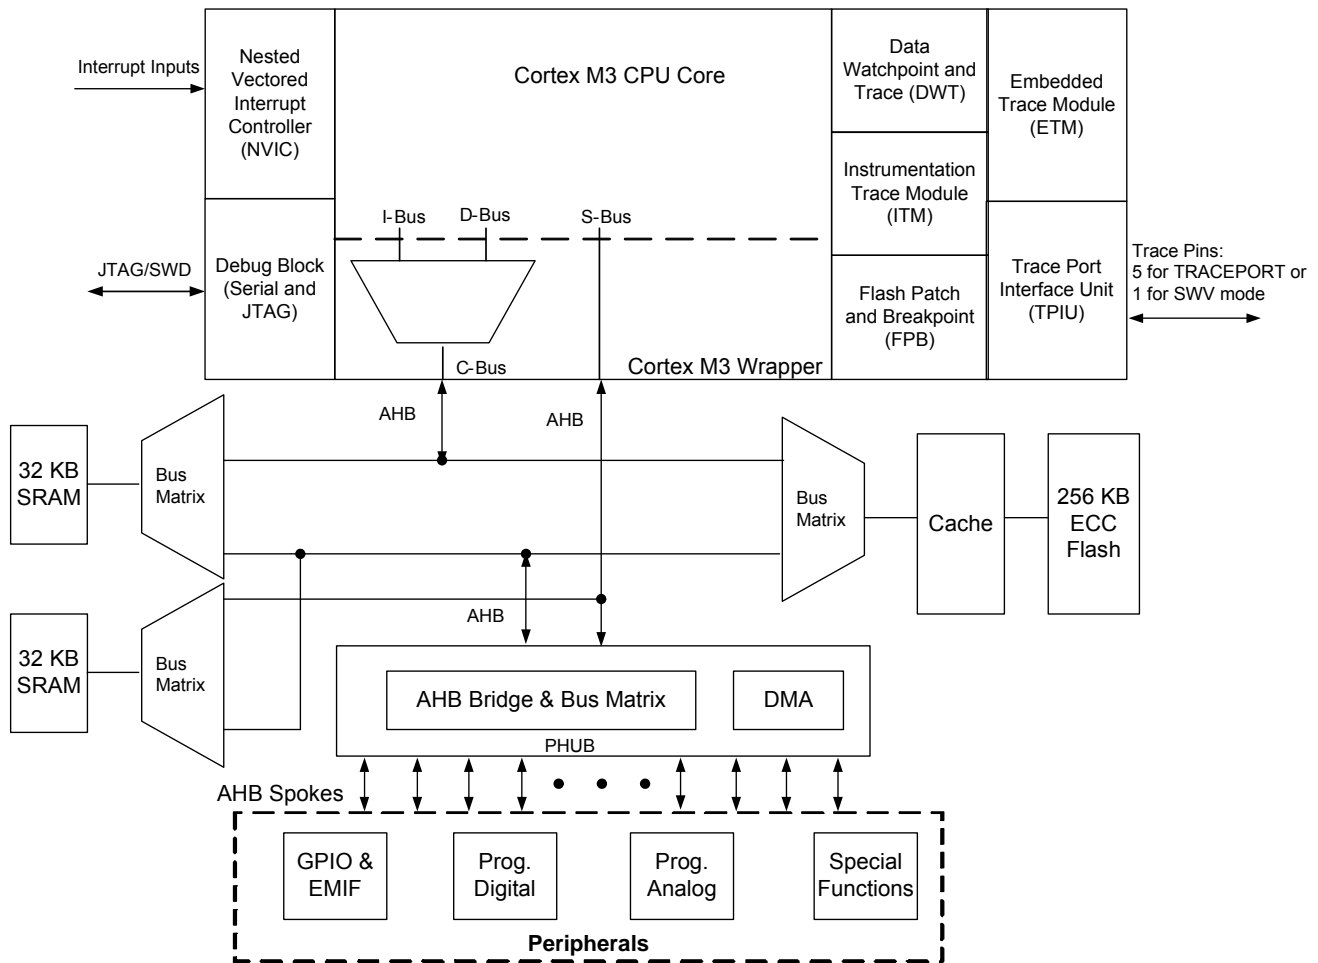 Nested
Vectored
Interrupt
Controller
(NVIC)
Interrupt Inputs
Cortex M3 CPU Core
Data
Watchpoint and
Trace (DWT)
Embedded
Trace Module
(ETM)
Instrumentation
Trace Module
(ITM)
I-Bus
D-Bus
S-Bus
JTAG/SWD
Debug Block
(Serial and
JTAG)
Flash Patch
and Breakpoint
(FPB)
Trace Port
Interface Unit
(TPIU)
Trace Pins:
5 for TRACEPORT or
1 for SWV mode
C-Bus
Cortex M3 Wrapper
AHB
AHB
32 KB
SRAM
Bus
Matrix
Bus
Matrix
Cache
256 KB
ECC
Flash
AHB
32 KB
SRAM
Bus
Matrix
AHB Bridge & Bus Matrix
DMA
PHUB
AHB Spokes
GPIO &
EMIF
Prog.
Digital
Prog.
Analog
Special
Functions
Peripherals